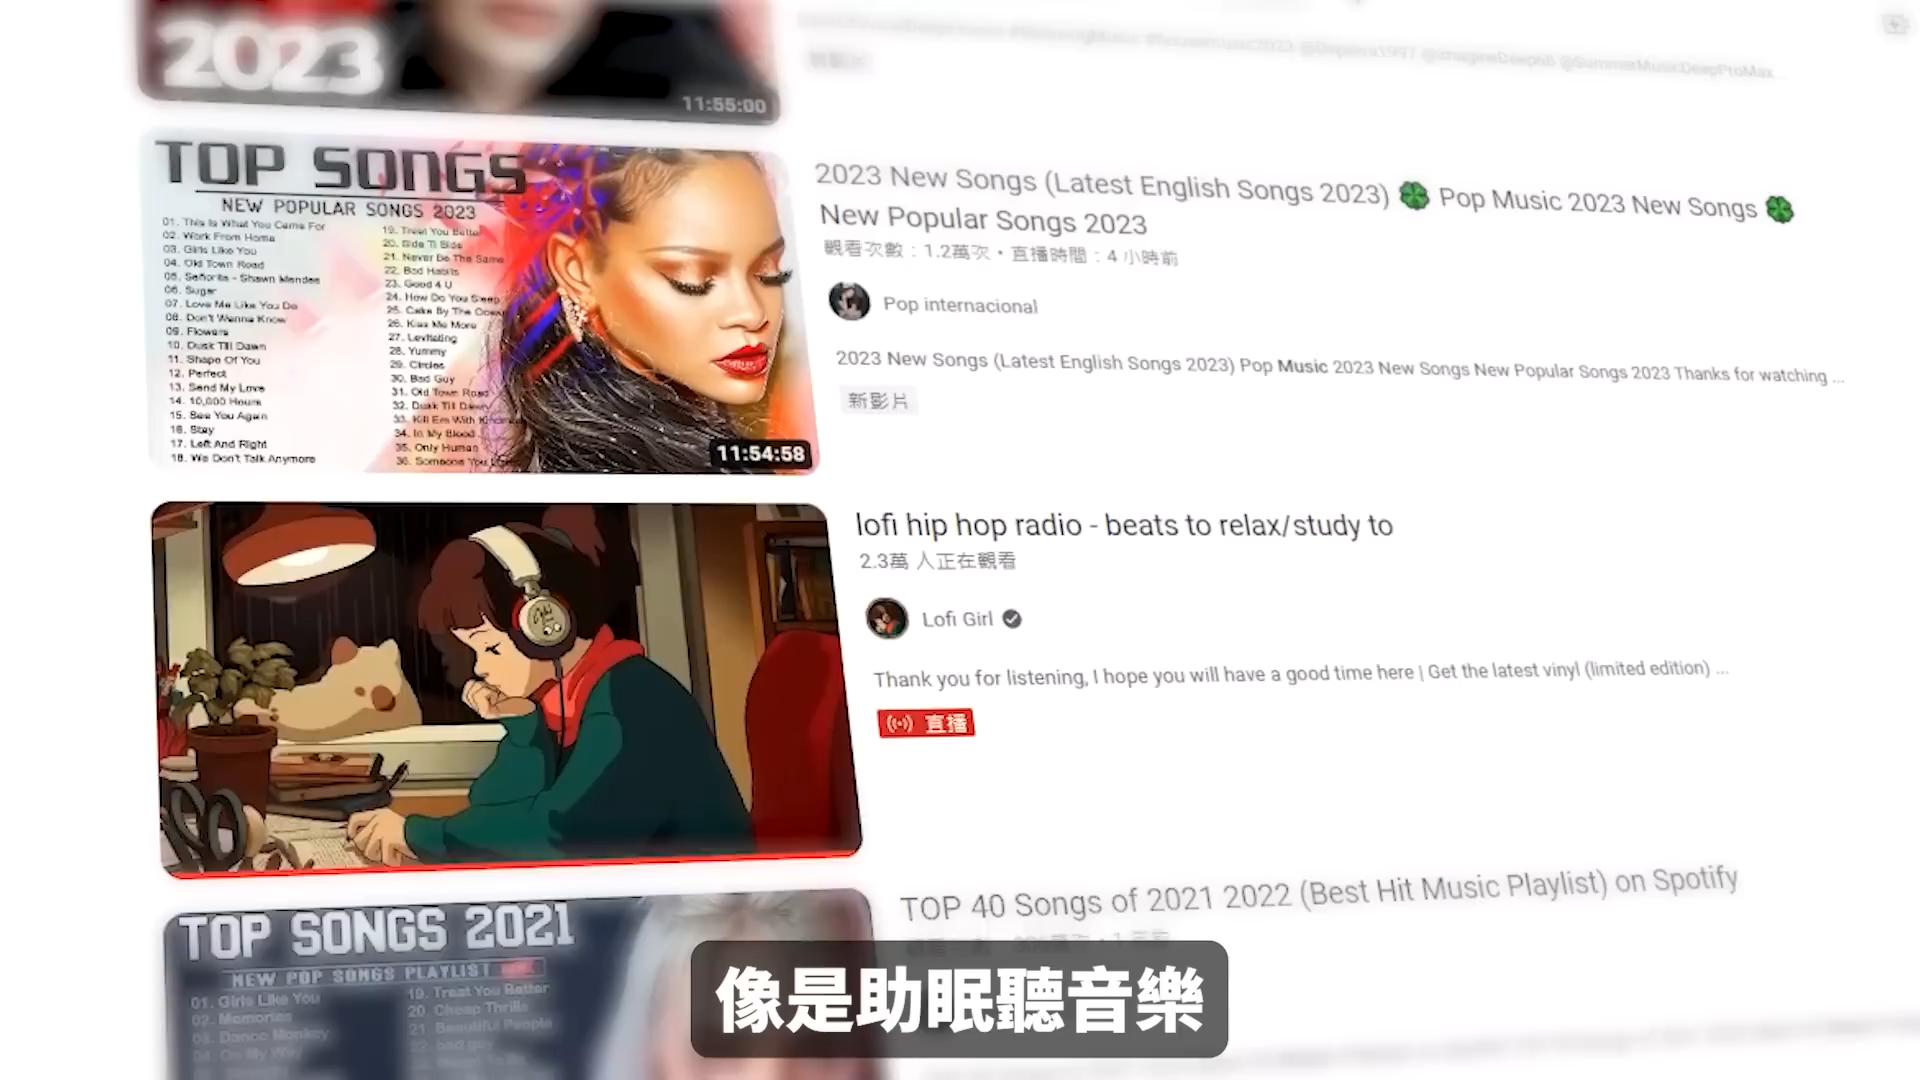 2023
11:55:00
TOP SONGS
NEW POPULAR SONGS 2023
01. This Is What You Came For
02. Work From Home
03. Girls Like You
04. Old Town Road
05. Señorita - Shawn Mendes
06. Sugar
07. Love Me Like You Do
08. Don't Wanna Know
09. Flowers
10. Dusk Till Dawn
11. Shape Of You
12. Perfect
13. Send My Love
14. 10,000 Hours
15. See You Again
16. Stay
17. Left And Right
18. We Don't Talk Anymore
19. Treat You Better
20. Side To Side
21. Never Be The Same
22. Bad Habits
23. Good 4 U
24. How Do You Sleep
25. Cake By The Ocean
26. Kiss Me More
27. Levitating
28. Yummy
29. Circles
30. Bad Guy
31. Old Town Road
32. Dusk Till Dawn
33. Kill Em With
34. In My Blood
35. Only Human
36. Someone You
11:54:58
2023 New Songs (Latest English Songs 2023) 🍀 Pop Music 2023 New Songs 🍀
New Popular Songs 2023
觀看次數：1.2萬次・直播時間：4 小時前
Pop internacional
2023 New Songs (Latest English Songs 2023) Pop Music 2023 New Songs New Popular Songs 2023 Thanks for watching ...
新影片
lofi hip hop radio - beats to relax/study to
2.3萬 人正在觀看
Lofi Girl
Thank you for listening, I hope you will have a good time here | Get the latest vinyl (limited edition) ...
直播
TOP 40 Songs of 2021 2022 (Best Hit Music Playlist) on Spotify
TOP SONGS 2021
NEW POP SONGS PLAYLIST
01. Girls Like You
02. Memories
03. Dance Monkey
04. On My Way
19. Treat You Better
20. Cheap Thrills
21. Beautiful People
22. bad guy
像是助眠聽音樂